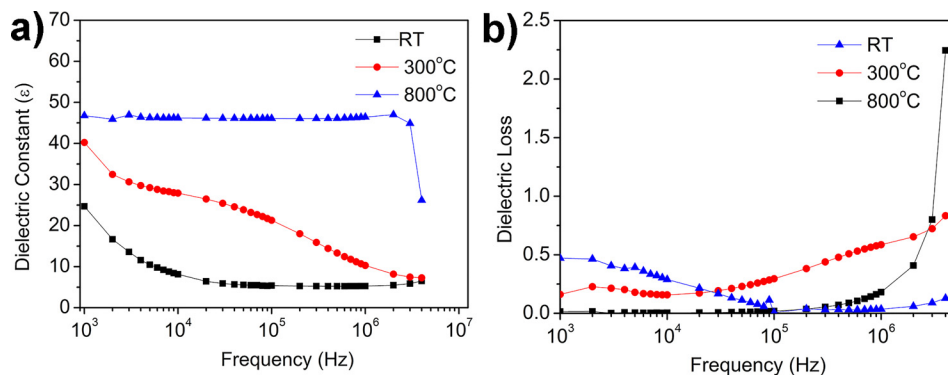 a)
70
60
50
40
30
20
10
0
Dielectric Constant (ε)
RT
300°C
800°C
10³ 10⁴ 10⁵ 10⁶ 10⁷
Frequency (Hz)
b)
2.5
2.0
1.5
1.0
0.5
0.0
Dielectric Loss
RT
300°C
800°C
10³ 10⁴ 10⁵ 10⁶
Frequency (Hz)